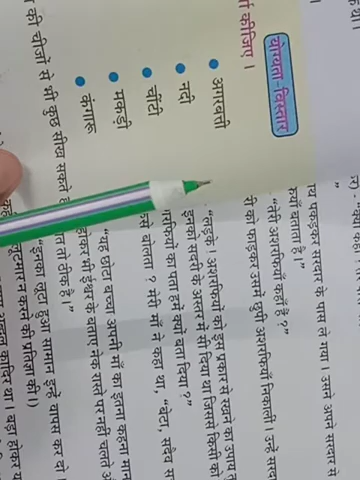 र्चा कीजिए ।
योग्यता-विस्तार
अगरबत्ती
नदी
चींटी
मकड़ी
कंगारू
की चीजों से भी कुछ सीख सकते
पकड़कर सरदार के पास ले गया । उसने अपने सरदार से
क्यों बताता है।"
"तेरी अशरफियाँ कहाँ हैं?"
री को फाड़कर उसमें छुपी अशरफियाँ निकालीं । उन्हें सरदार
"लड़के । अशरफियों को इस प्रकार से रखने का उपाय
इनको सदरी के अस्तर में सी दिया था जिससे किसी को
शरफियों का पता हमें क्यों बता दिया?"
झूठ बोलता ? मेरी माँ ने कहा था, "बेटा, सदैव स
"यह छोटा बच्चा अपनी माँ का इतना कहना मान
होकर भी ईश्वर के बताए नेक रास्ते पर नहीं चलते
तो ठीक है।"
"इनका लूटा हुआ सामान इन्हें वापस कर दो ।
लूटमार न करने की प्रतिज्ञा की।)